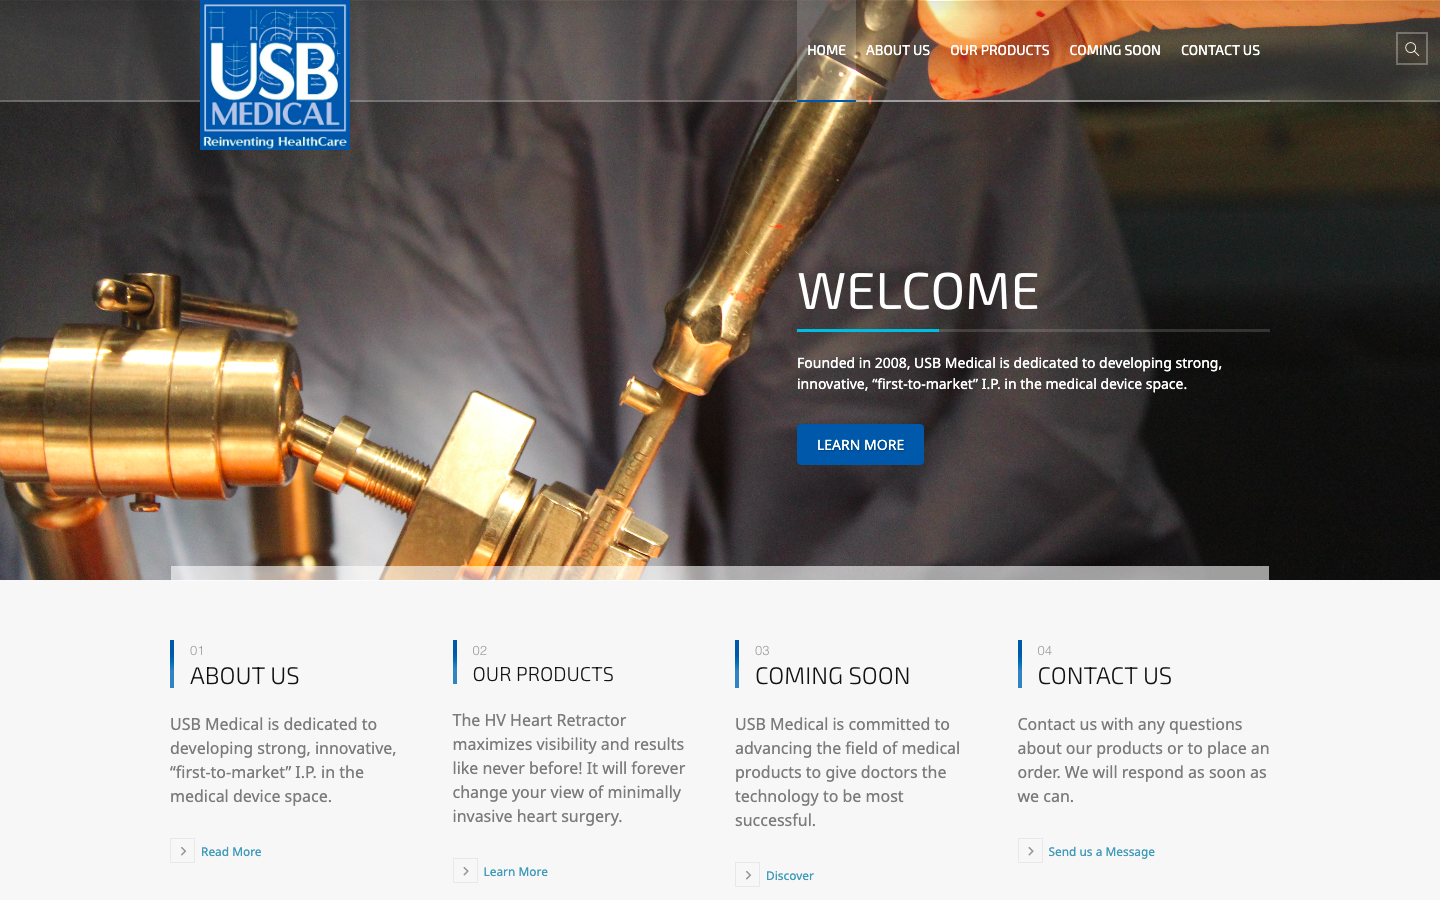 USB
MEDICAL
Reinventing HealthCare
HOME
ABOUT US
OUR PRODUCTS
COMING SOON
CONTACT US
WELCOME
Founded in 2008, USB Medical is dedicated to developing strong,
innovative, “first-to-market” I.P. in the medical device space.
LEARN MORE
01
ABOUT US
USB Medical is dedicated to
developing strong, innovative,
“first-to-market” I.P. in the
medical device space.
Read More
02
OUR PRODUCTS
The HV Heart Retractor
maximizes visibility and results
like never before! It will forever
change your view of minimally
invasive heart surgery.
Learn More
03
COMING SOON
USB Medical is committed to
advancing the field of medical
products to give doctors the
technology to be most
successful.
Discover
04
CONTACT US
Contact us with any questions
about our products or to place an
order. We will respond as soon as
we can.
Send us a Message